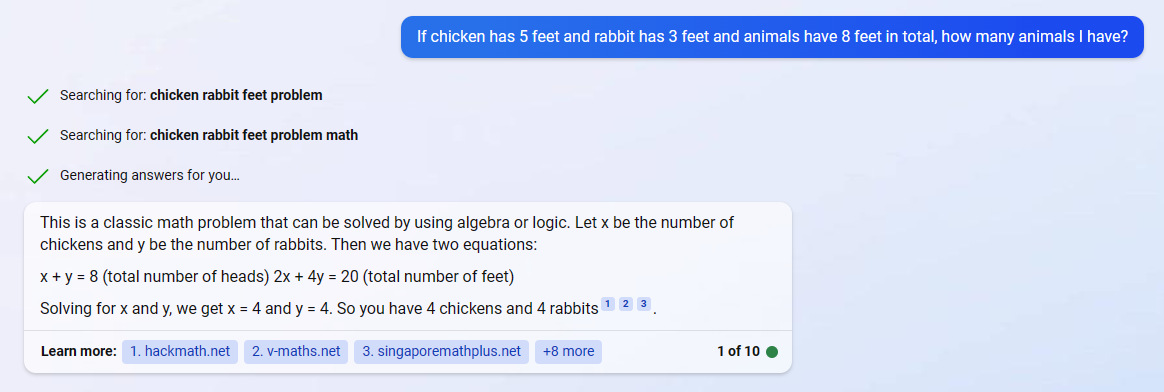 If chicken has 5 feet and rabbit has 3 feet and animals have 8 feet in total, how many animals I have?
Searching for: chicken rabbit feet problem
Searching for: chicken rabbit feet problem math
Generating answers for you…
This is a classic math problem that can be solved by using algebra or logic. Let x be the number of
chickens and y be the number of rabbits. Then we have two equations:
x + y = 8 (total number of heads) 2x + 4y = 20 (total number of feet)
Solving for x and y, we get x = 4 and y = 4. So you have 4 chickens and 4 rabbits 1 2 3 .
Learn more: 1. hackmath.net 2. v-maths.net 3. singaporemathplus.net +8 more 1 of 10